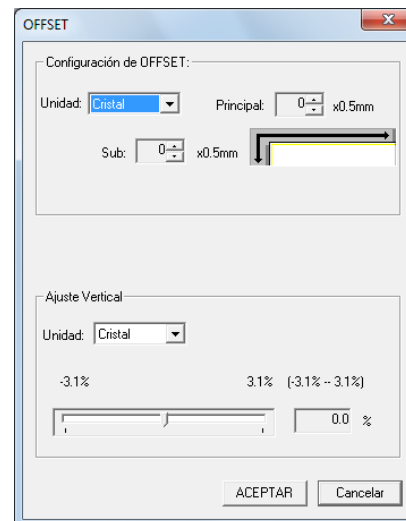 OFFSET
Configuración de OFFSET:
Unidad: Cristal Principal: 0 x0.5mm
Sub: 0 x0.5mm
Ajuste Vertical
Unidad: Cristal
-3.1% 3.1% (-3.1% -- 3.1%)
0.0 %
ACEPTAR Cancelar